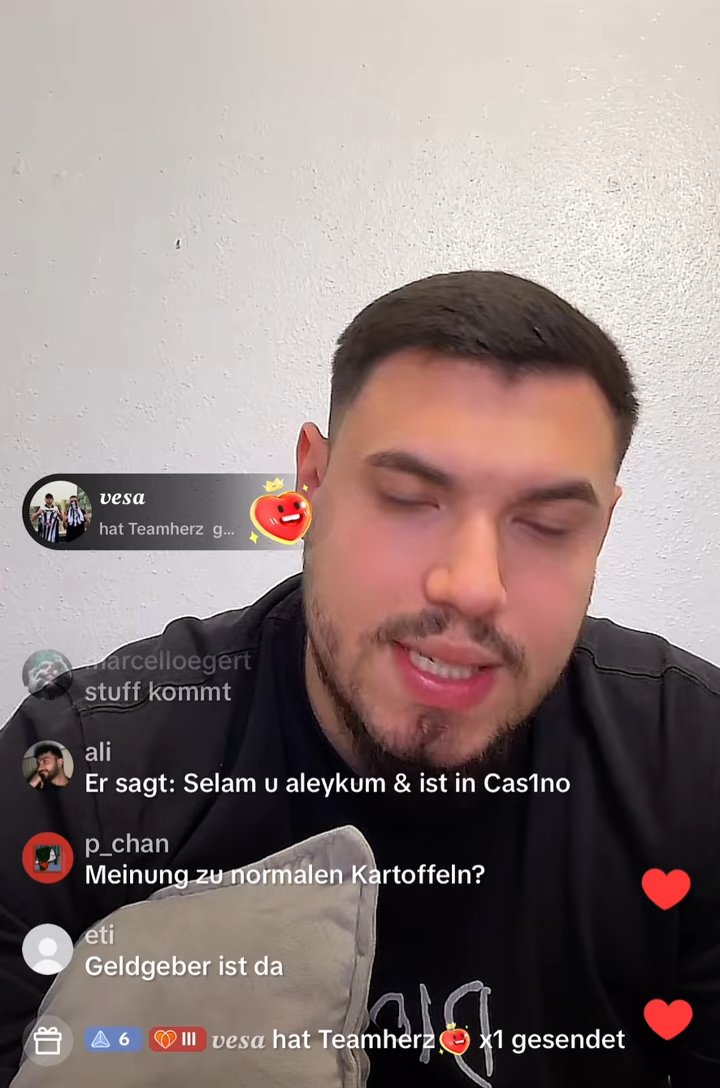 vesa
hat Teamherz g...
marcelloegert
stuff kommt
ali
Er sagt: Selam u aleykum & ist in Cas1no
p_chan
Meinung zu normalen Kartoffeln?
eti
Geldgeber ist da
6 III vesa hat Teamherz x1 gesendet